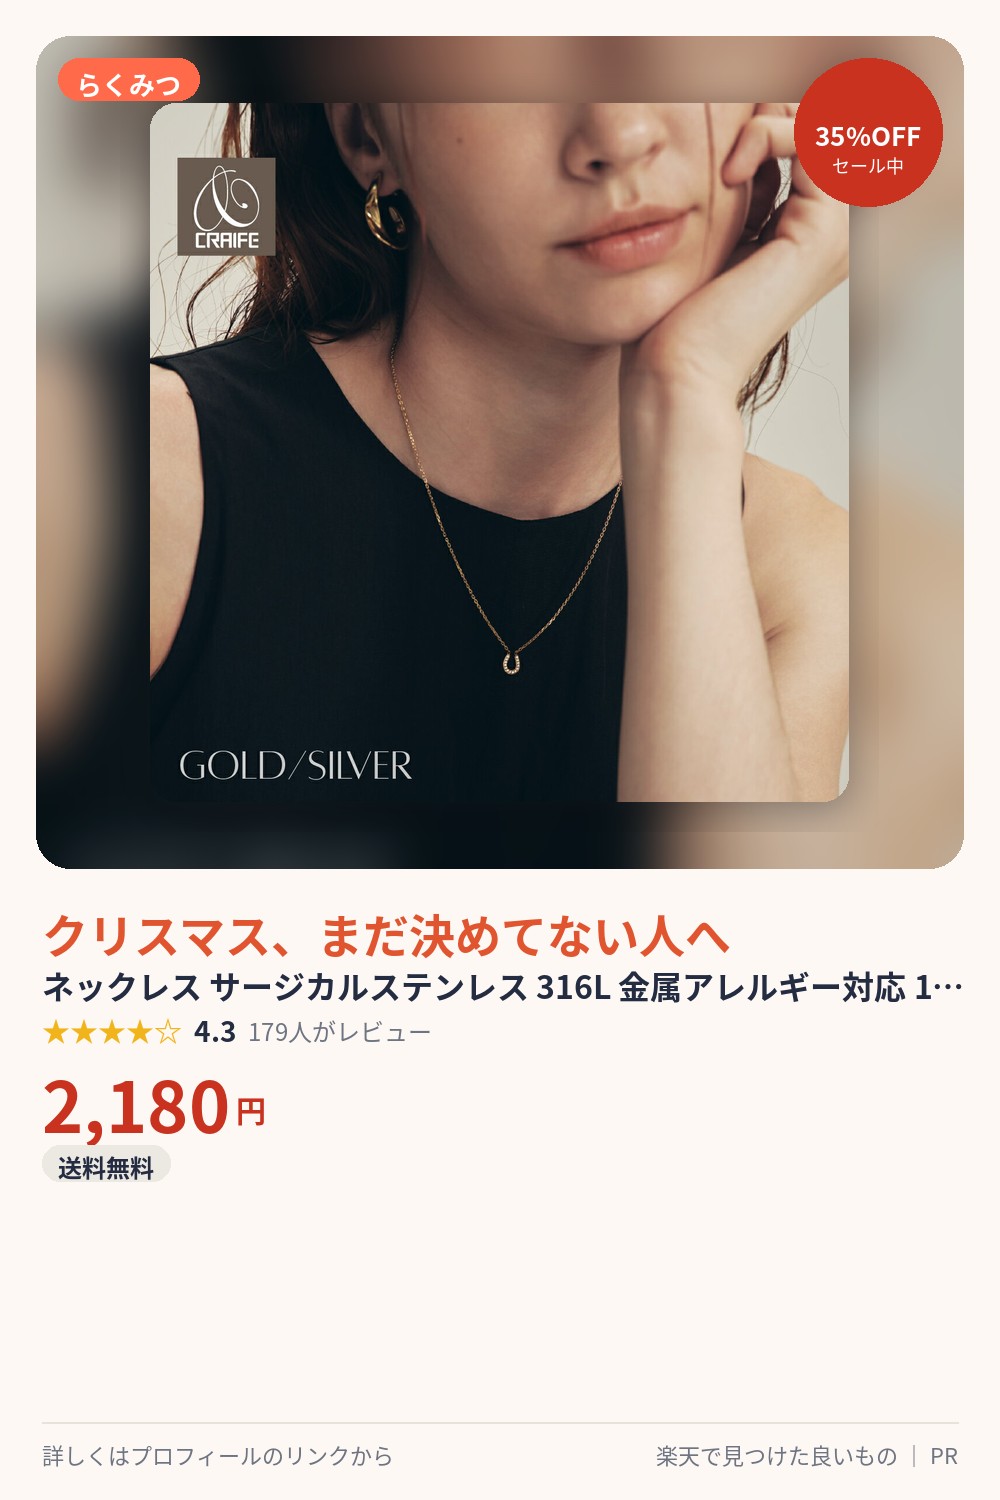 らくみつ
35%OFF
セール中
CRAIFE
GOLD/SILVER
クリスマス、まだ決めてない人へ
ネックレス サージカルステンレス 316L 金属アレルギー対応 1…
★★★★☆ 4.3 179人がレビュー
2,180円
送料無料
詳しくはプロフィールのリンクから
楽天で見つけた良いもの | PR